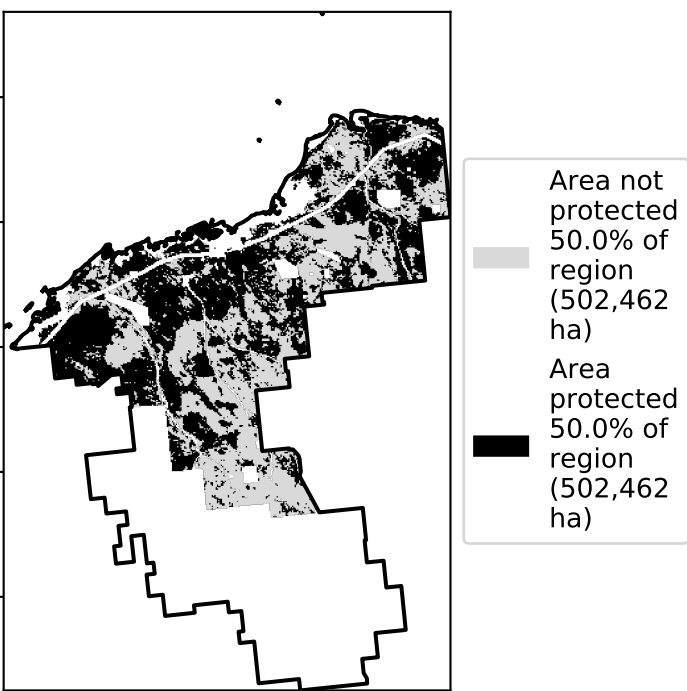 Area not
protected
50.0% of
region
(502,462
ha)
Area
protected
50.0% of
region
(502,462
ha)